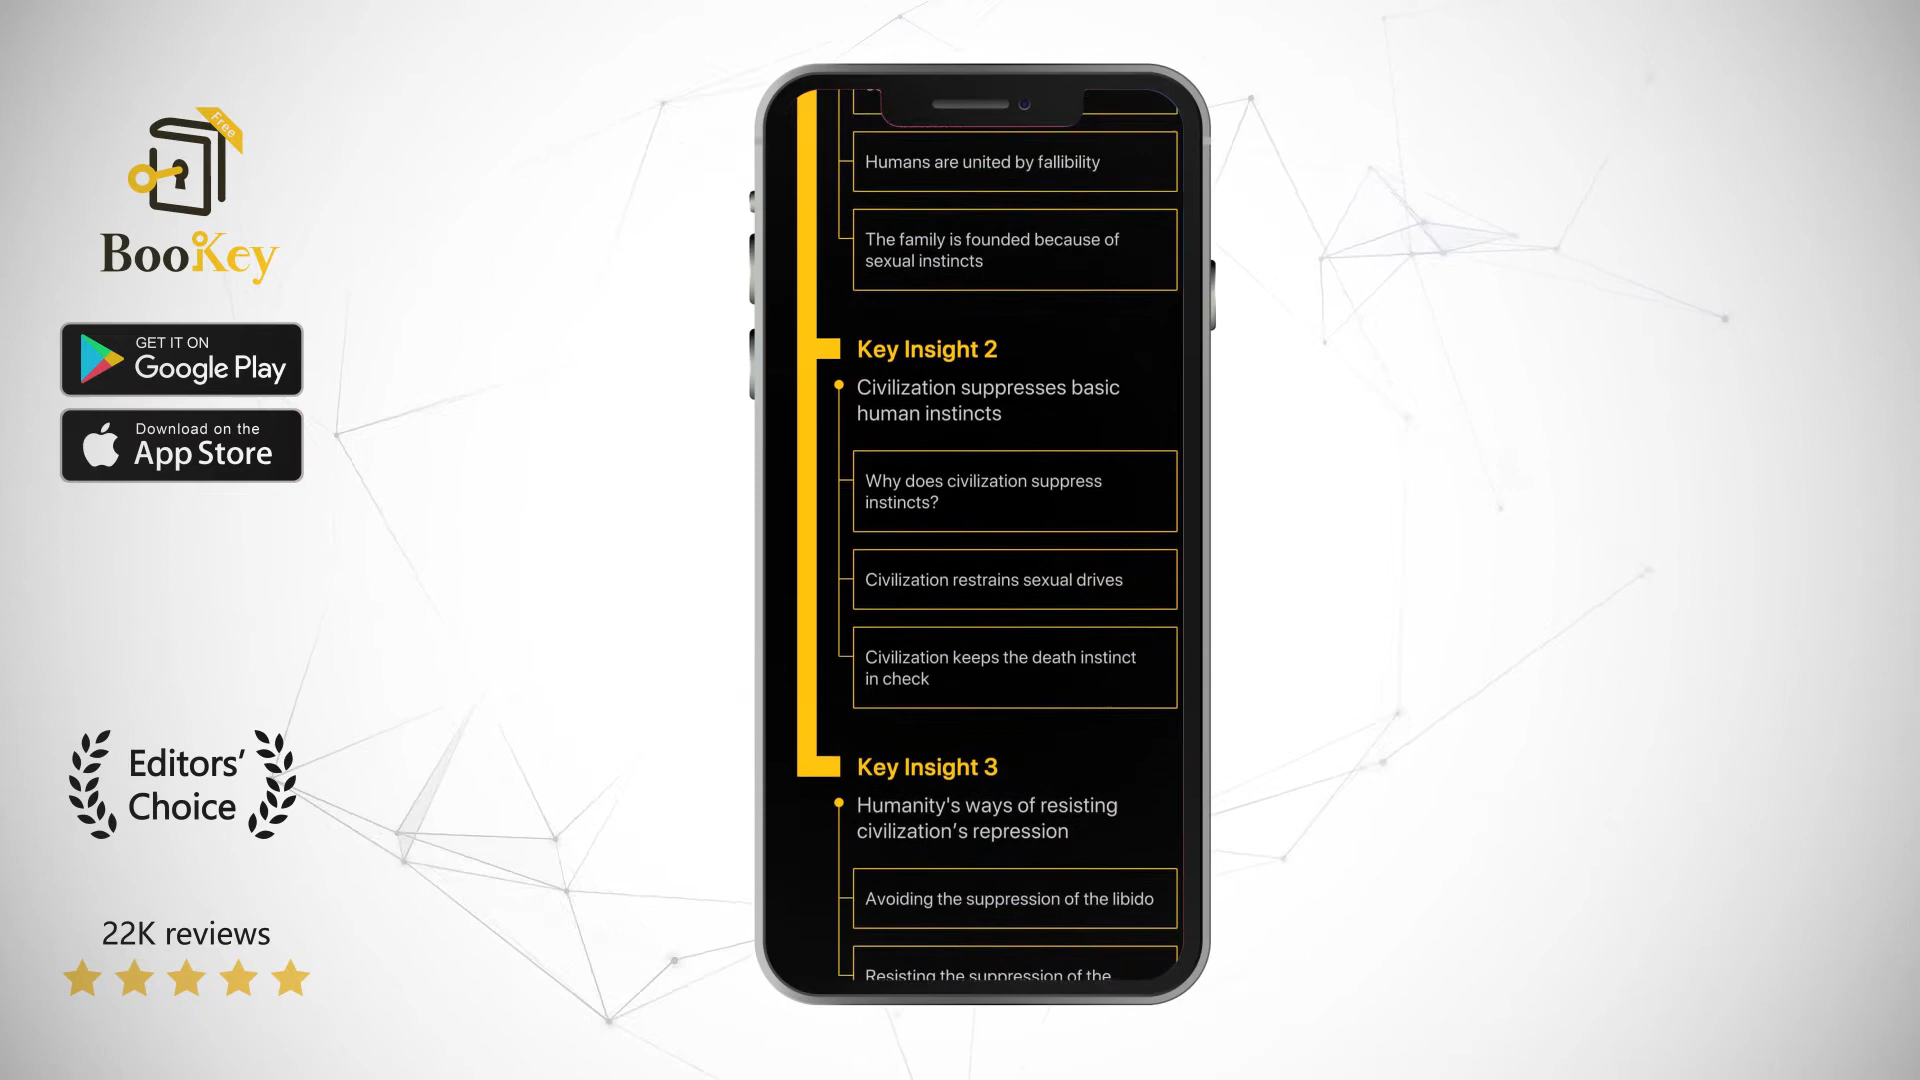 Free
BooKey
GET IT ON
Google Play
Download on the
App Store
Editors’
Choice
22K reviews
Humans are united by fallibility
The family is founded because of
sexual instincts
Key Insight 2
Civilization suppresses basic
human instincts
Why does civilization suppress
instincts?
Civilization restrains sexual drives
Civilization keeps the death instinct
in check
Key Insight 3
Humanity's ways of resisting
civilization’s repression
Avoiding the suppression of the libido
Resisting the suppression of the